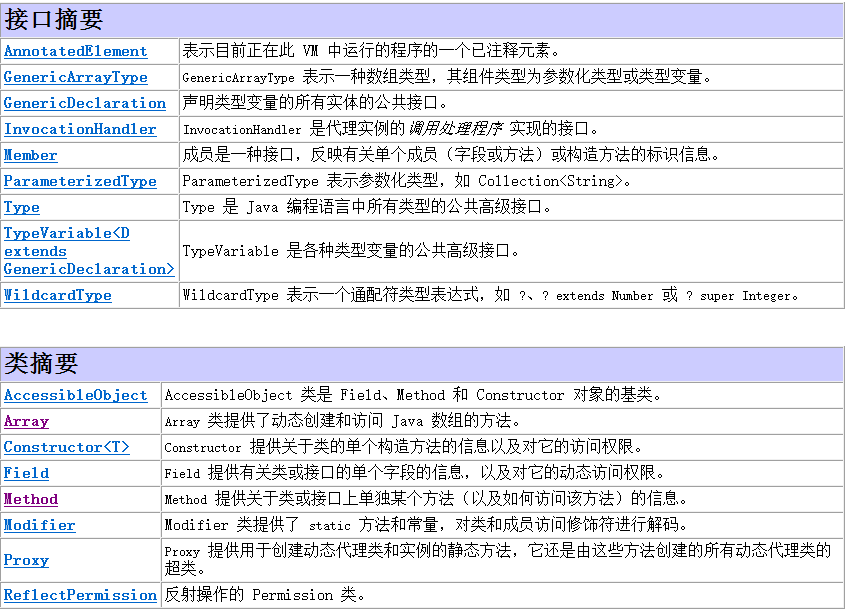 接口摘要
AnnotatedElement 表示目前正在此 VM 中运行的程序的一个已注释元素。
GenericArrayType GenericArrayType 表示一种数组类型，其组件类型为参数化类型或类型变量。
GenericDeclaration 声明类型变量的所有实体的公共接口。
InvocationHandler InvocationHandler 是代理实例的调用处理程序 实现的接口。
Member 成员是一种接口，反映有关单个成员（字段或方法）或构造方法的标识信息。
ParameterizedType ParameterizedType 表示参数化类型，如 Collection<String>。
Type Type 是 Java 编程语言中所有类型的公共高级接口。
TypeVariable<D
extends
GenericDeclaration>
TypeVariable 是各种类型变量的公共高级接口。
WildcardType WildcardType 表示一个通配符类型表达式，如 ?、? extends Number 或 ? super Integer。
类摘要
AccessibleObject AccessibleObject 类是 Field、Method 和 Constructor 对象的基类。
Array Array 类提供了动态创建和访问 Java 数组的方法。
Constructor<T> Constructor 提供关于类的单个构造方法的信息以及对它的访问权限。
Field Field 提供有关类或接口的单个字段的信息，以及对它的动态访问权限。
Method Method 提供关于类或接口上单独某个方法（以及如何访问该方法）的信息。
Modifier Modifier 类提供了 static 方法和常量，对类和成员访问修饰符进行解码。
Proxy Proxy 提供用于创建动态代理类和实例的静态方法，它还是由这些方法创建的所有动态代理类的
超类。
ReflectPermission 反射操作的 Permission 类。